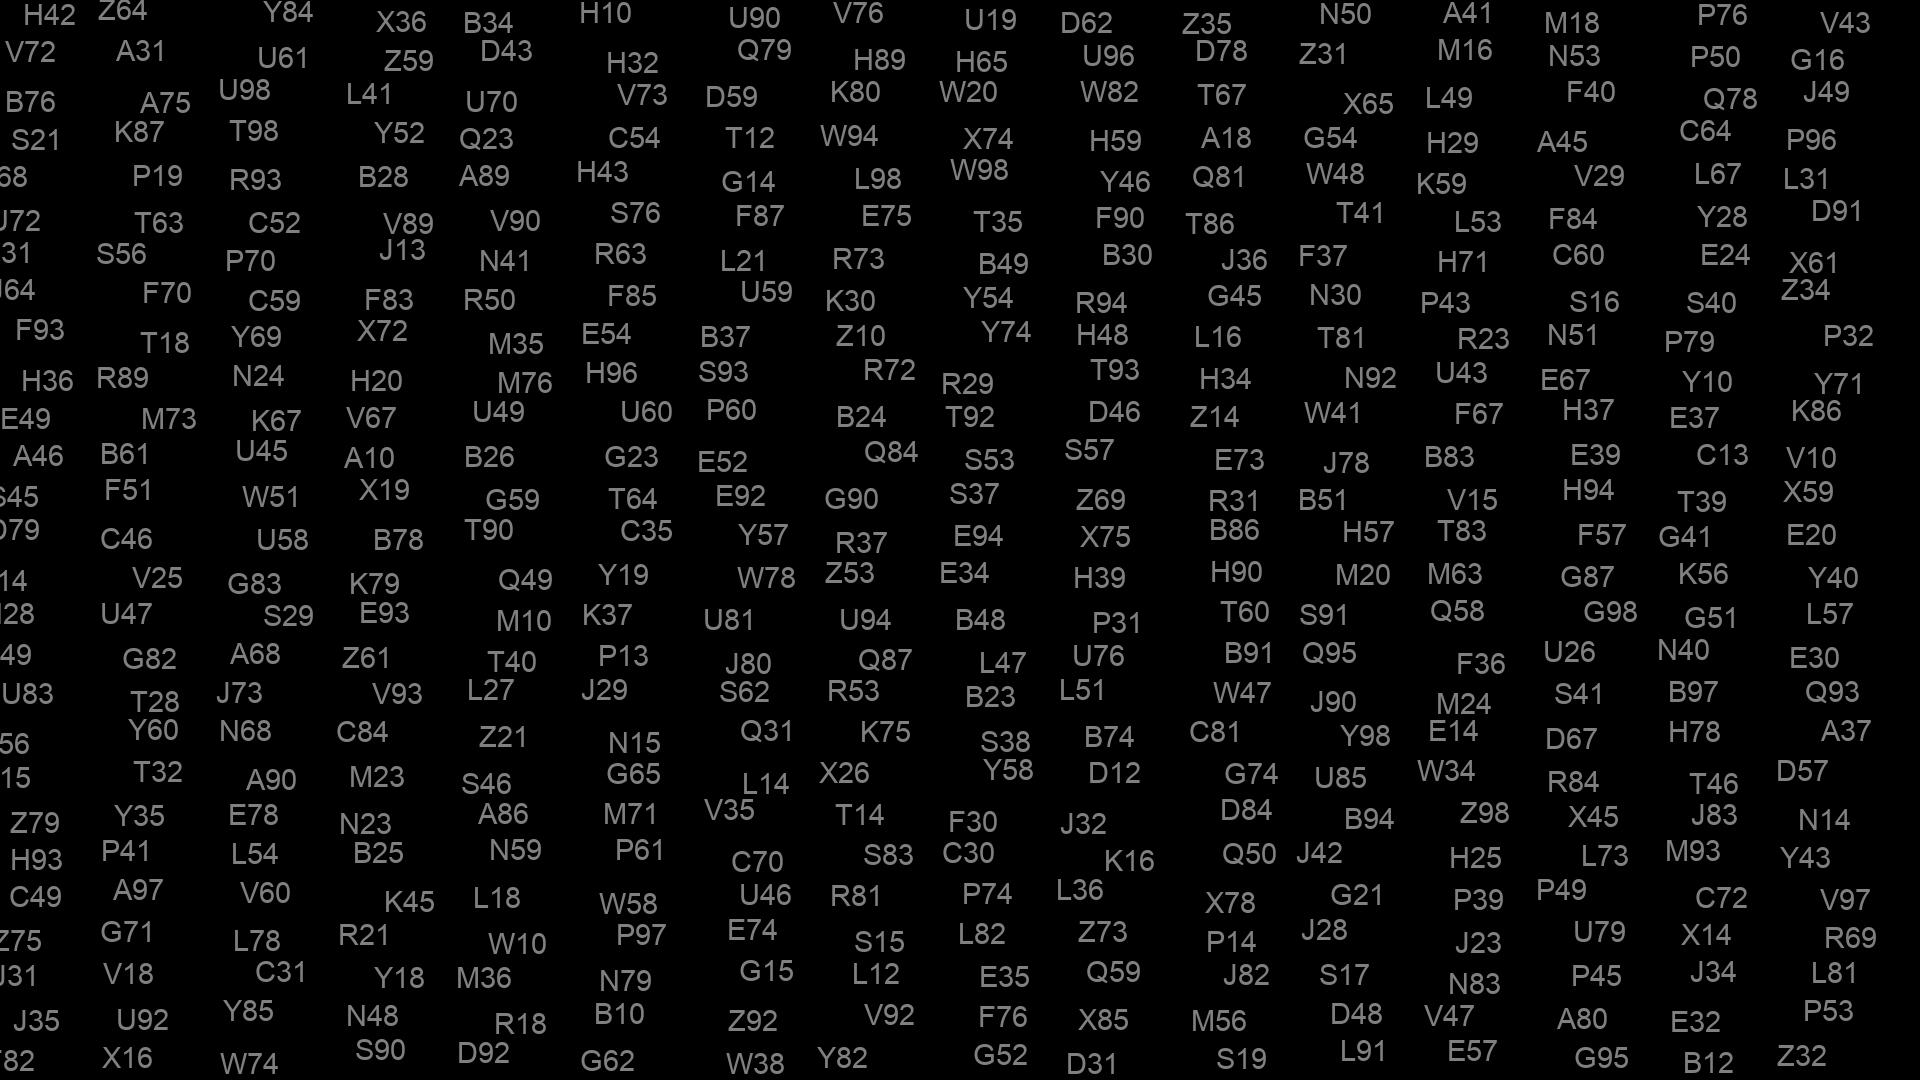 H42 Z64 Y84 X36 B34 H10 U90 V76 U19 D62 Z35 N50 A41 M18 P76 V43
V72 A31 U61 Z59 D43 H32 Q79 H89 H65 U96 D78 Z31 M16 N53 P50 G16
B76 A75 U98 L41 U70 V73 D59 K80 W20 W82 T67 X65 L49 F40 Q78 J49
S21 K87 T98 Y52 Q23 C54 T12 W94 X74 H59 A18 G54 H29 A45 C64 P96
68 P19 R93 B28 A89 H43 G14 L98 W98 Y46 Q81 W48 K59 V29 L67 L31
J72 T63 C52 V89 V90 S76 F87 E75 T35 F90 T86 T41 L53 F84 Y28 D91
31 S56 P70 J13 N41 R63 L21 R73 B49 B30 J36 F37 H71 C60 E24 X61
64 F70 C59 F83 R50 F85 U59 K30 Y54 R94 G45 N30 P43 S16 S40 Z34
F93 T18 Y69 X72 M35 E54 B37 Z10 Y74 H48 L16 T81 R23 N51 P79 P32
H36 R89 N24 H20 M76 H96 S93 R72 R29 T93 H34 N92 U43 E67 Y10 Y71
E49 M73 K67 V67 U49 U60 P60 B24 T92 D46 Z14 W41 F67 H37 E37 K86
A46 B61 U45 A10 B26 G23 E52 Q84 S53 S57 E73 J78 B83 E39 C13 V10
S45 F51 W51 X19 G59 T64 E92 G90 S37 Z69 R31 B51 V15 H94 T39 X59
79 C46 U58 B78 T90 C35 Y57 R37 E94 X75 B86 H57 T83 F57 G41 E20
14 V25 G83 K79 Q49 Y19 W78 Z53 E34 H39 H90 M20 M63 G87 K56 Y40
28 U47 S29 E93 M10 K37 U81 U94 B48 P31 T60 S91 Q58 G98 G51 L57
49 G82 A68 Z61 T40 P13 J80 Q87 L47 U76 B91 Q95 F36 U26 N40 E30
U83 T28 J73 V93 L27 J29 S62 R53 B23 L51 W47 J90 M24 S41 B97 Q93
56 Y60 N68 C84 Z21 N15 Q31 K75 S38 B74 C81 Y98 E14 D67 H78 A37
15 T32 A90 M23 S46 G65 L14 X26 Y58 D12 G74 U85 W34 R84 T46 D57
Z79 Y35 E78 N23 A86 M71 V35 T14 F30 J32 D84 B94 Z98 X45 J83 N14
H93 P41 L54 B25 N59 P61 C70 S83 C30 K16 Q50 J42 H25 L73 M93 Y43
C49 A97 V60 K45 L18 W58 U46 R81 P74 L36 X78 G21 P39 P49 C72 V97
Z75 G71 L78 R21 W10 P97 E74 S15 L82 Z73 P14 J28 J23 U79 X14 R69
J31 V18 C31 Y18 M36 N79 G15 L12 E35 Q59 J82 S17 N83 P45 J34 L81
J35 U92 Y85 N48 R18 B10 Z92 V92 F76 X85 M56 D48 V47 A80 E32 P53
82 X16 W74 S90 D92 G62 W38 Y82 G52 D31 S19 L91 E57 G95 B12 Z32